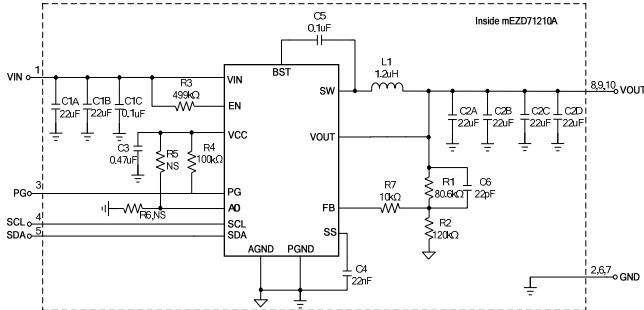 Inside mEZD71210A
C5
0.1uF
BST
L1
1.2uH
VIN
1
C1A
22uF
C1B
22uF
C1C
0.1uF
R3
499kΩ
VIN
EN
SW
8,9,10
VOUT
C2A
22uF
C2B
22uF
C2C
22uF
C2D
22uF
VCC
VOUT
C3
0.47uF
R5
NS
R4
100kΩ
PG
3
PG
R6,NS
A0
R7
10kΩ
R1
80.6kΩ
C6
22pF
FB
R2
120kΩ
SCL
4
SCL
SDA
5
SDA
SS
AGND
PGND
C4
22nF
2,6,7
GND